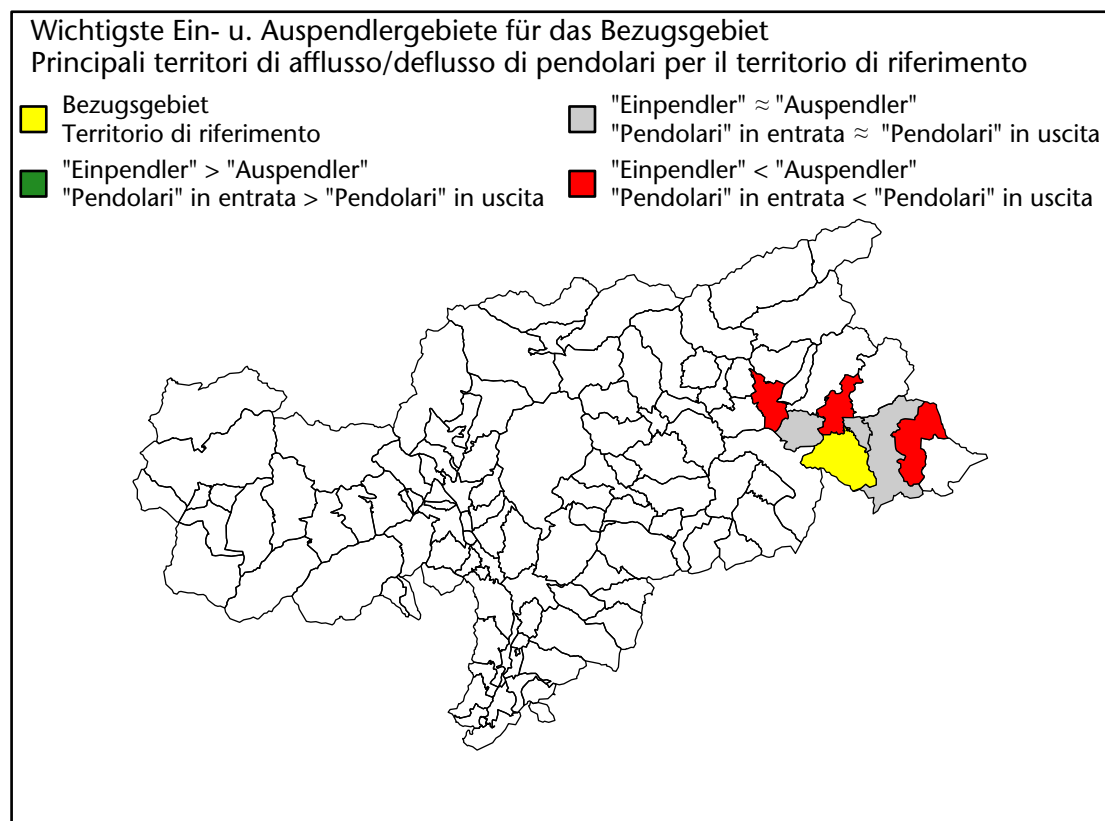 Wichtigste Ein- u. Auspendlergebiete für das Bezugsgebiet
Principali territori di afflusso/deflusso di pendolari per il territorio di riferimento
Bezugsgebiet
Territorio di riferimento
"Einpendler" > "Auspendler"
"Pendolari" in entrata > "Pendolari" in uscita
"Einpendler" ≈ "Auspendler"
"Pendolari" in entrata ≈ "Pendolari" in uscita
"Einpendler" < "Auspendler"
"Pendolari" in entrata < "Pendolari" in uscita